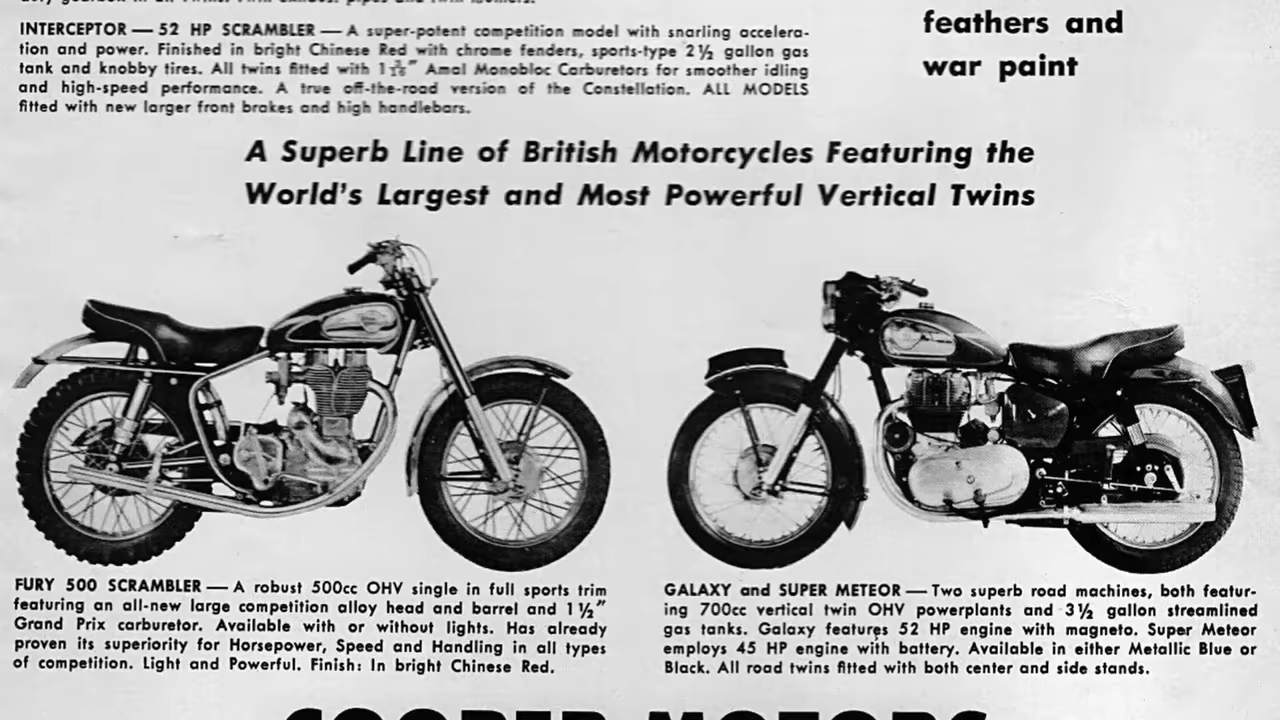 INTERCEPTOR — 52 HP SCRAMBLER — A super-potent competition model with snarling accelera-
tion and power. Finished in bright Chinese Red with chrome fenders, sports-type 2½ gallon gas
tank and knobby tires. All twins fitted with 1 3/16" Amal Monobloc Carburetors for smoother idling
and high-speed performance. A true off-the-road version of the Constellation. ALL MODELS
fitted with new larger front brakes and high handlebars.
feathers and
war paint
A Superb Line of British Motorcycles Featuring the
World's Largest and Most Powerful Vertical Twins
FURY 500 SCRAMBLER — A robust 500cc OHV single in full sports trim
featuring an all-new large competition alloy head and barrel and 1½"
Grand Prix carburetor. Available with or without lights. Has already
proven its superiority for Horsepower, Speed and Handling in all types
of competition. Light and Powerful. Finish: In bright Chinese Red.
GALAXY and SUPER METEOR — Two superb road machines, both featur-
ing 700cc vertical twin OHV powerplants and 3½ gallon streamlined
gas tanks. Galaxy features 52 HP engine with magneto. Super Meteor
employs 45 HP engine with battery. Available in either Metallic Blue or
Black. All road twins fitted with both center and side stands.
COOPER MOTORS